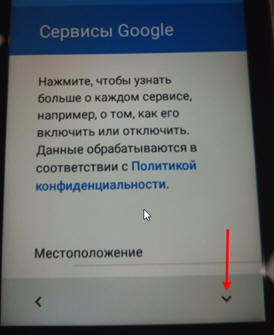 Сервисы Google
Нажмите, чтобы узнать
больше о каждом сервисе,
например, о том, как его
включить или отключить.
Данные обрабатываются в
соответствии с Политикой
конфиденциальности.
Местоположение